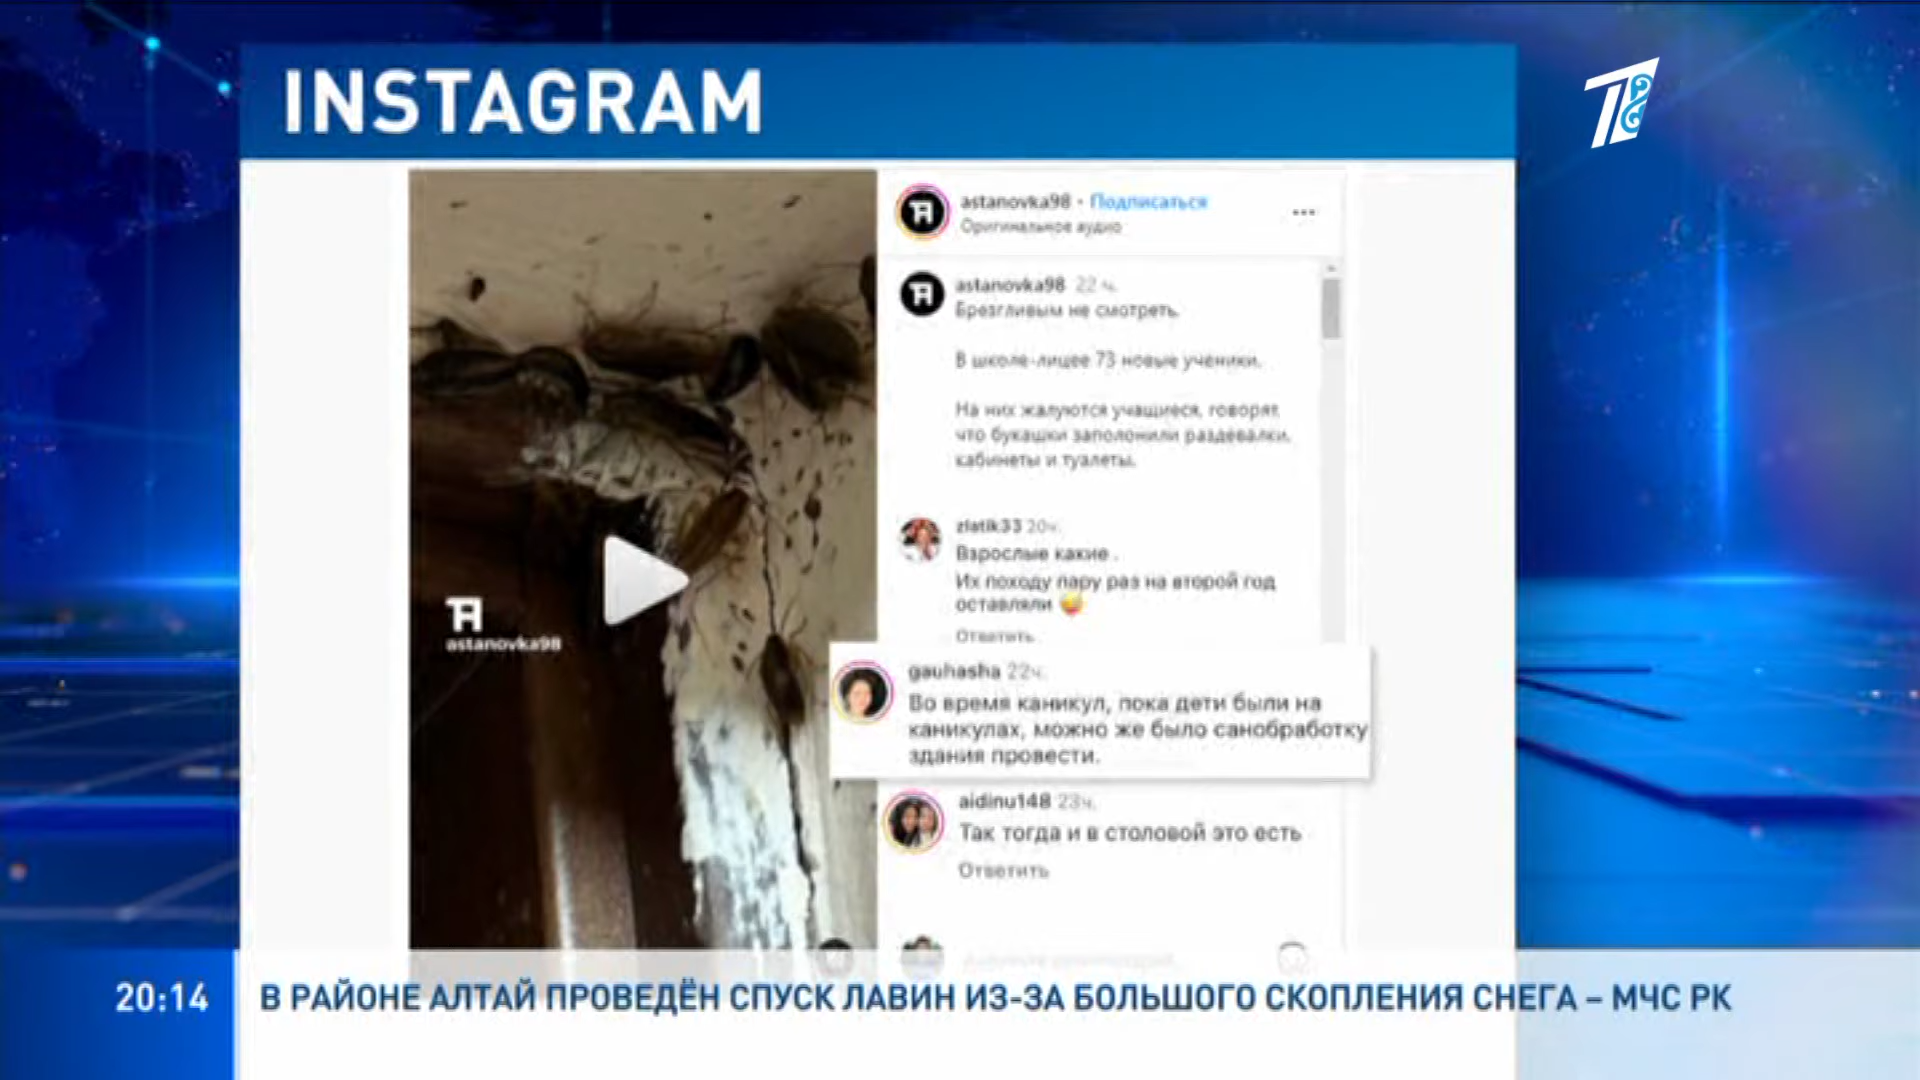 INSTAGRAM
astanovka98 • Подписаться
Оригинальное аудио
astanovka98 22 ч.
Брезгливым не смотреть.
В школе-лицее 73 новые ученики.
На них жалуются учащиеся, говорят,
что букашки заполонили раздевалки,
кабинеты и туалеты.
zlatik33 20ч.
Взрослые какие .
Их походу пару раз на второй год
оставляли 😅
Ответить
astanovka98
gauhasha 22ч.
Во время каникул, пока дети были на
каникулах, можно же было санобработку
здания провести.
aidinu148 23ч.
Так тогда и в столовой это есть
Ответить
20:14
В РАЙОНЕ АЛТАЙ ПРОВЕДЁН СПУСК ЛАВИН ИЗ-ЗА БОЛЬШОГО СКОПЛЕНИЯ СНЕГА – МЧС РК